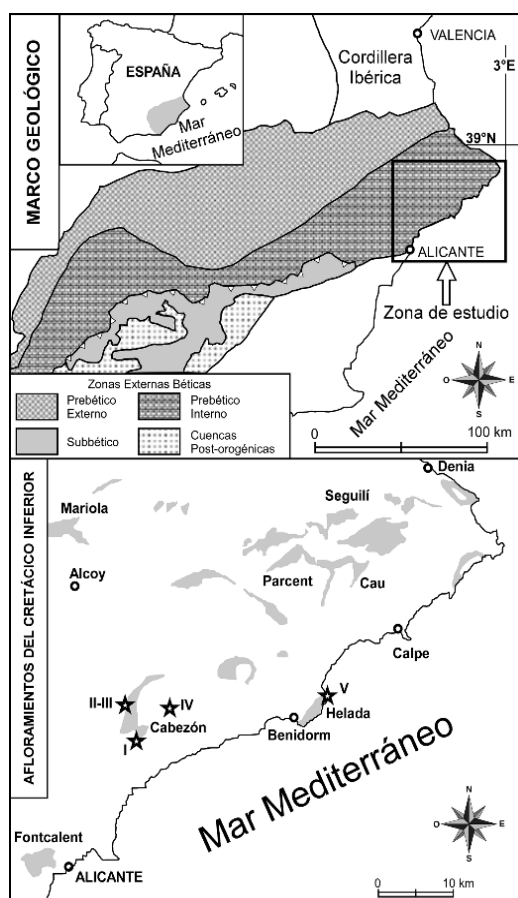 MARCO GEOLÓGICO
ESPAÑA
Mar
Mediterráneo
VALENCIA
Cordillera
Ibérica
3°E
39°N
ALICANTE
Zona de estudio
Mar Mediterráneo
N
O
E
S
Zonas Externas Béticas
Prebético
Externo
Prebético
Interno
Subbético
Cuencas
Post-orogénicas
0
100 km
AFLORAMIENTOS DEL CRETÁCICO INFERIOR
Denia
Mariola
Seguilí
Alcoy
Parcent
Cau
Calpe
II-III
IV
V
Cabezón
Helada
I
Benidorm
Mar Mediterráneo
N
O
E
S
Fontcalent
ALICANTE
0
10 km